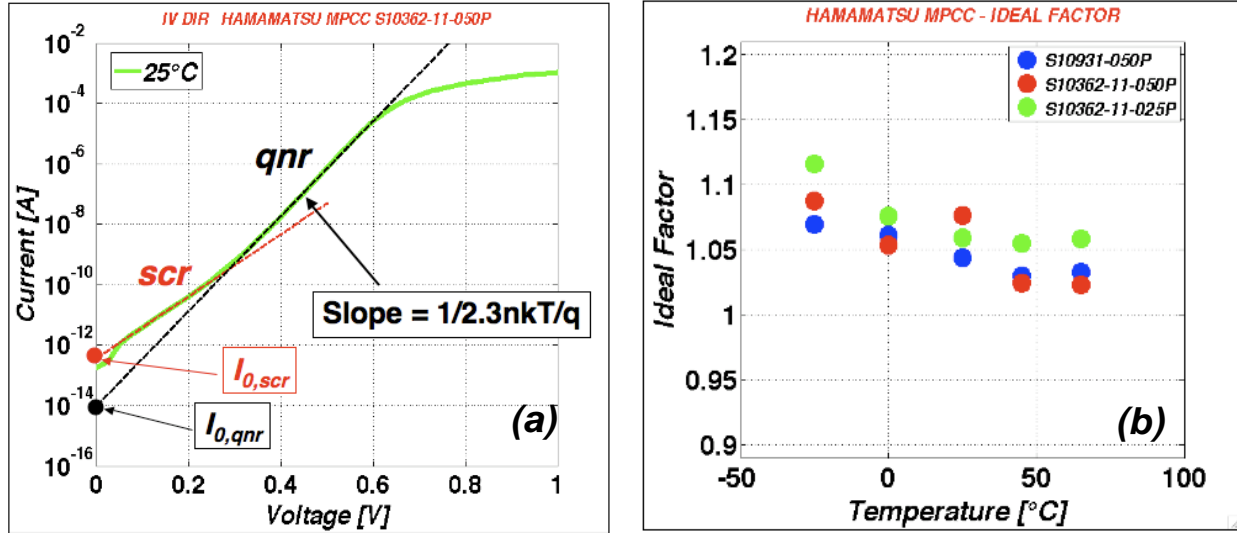 IV DIR HAMAMATSU MPCC S10362-11-050P
10^-2
10^-4
10^-6
10^-8
10^-10
10^-12
10^-14
10^-16
Current [A]
25°C
qnr
scr
Slope = 1/2.3nkT/q
I0,scr
I0,qnr
(a)
0 0.2 0.4 0.6 0.8 1
Voltage [V]
HAMAMATSU MPCC - IDEAL FACTOR
1.2
1.15
1.1
1.05
1
0.95
0.9
Ideal Factor
S10931-050P
S10362-11-050P
S10362-11-025P
(b)
-50 0 50 100
Temperature [°C]